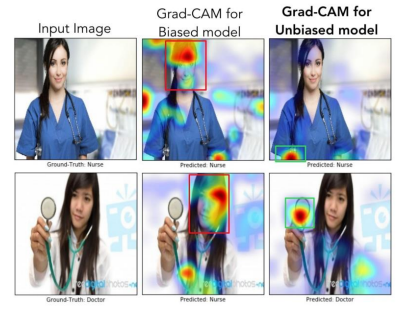 Input Image
Grad-CAM for
Biased model
Grad-CAM for
Unbiased model
Ground-Truth: Nurse
Predicted: Nurse
Predicted: Nurse
Ground-Truth: Doctor
Predicted: Nurse
Predicted: Doctor